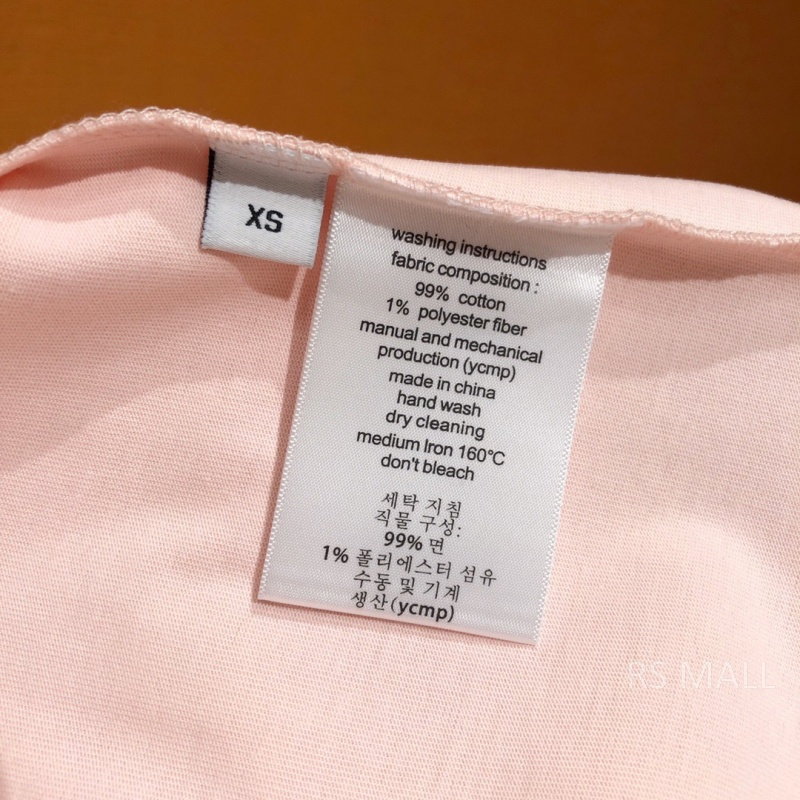 XS
washing instructions
fabric composition :
99% cotton
1% polyester fiber
manual and mechanical
production (ycmp)
made in china
hand wash
dry cleaning
medium Iron 160℃
don't bleach
세탁 지침
직물 구성:
99% 면
1% 폴리에스터 섬유
수동 및 기계
생산(ycmp)
RS MALL